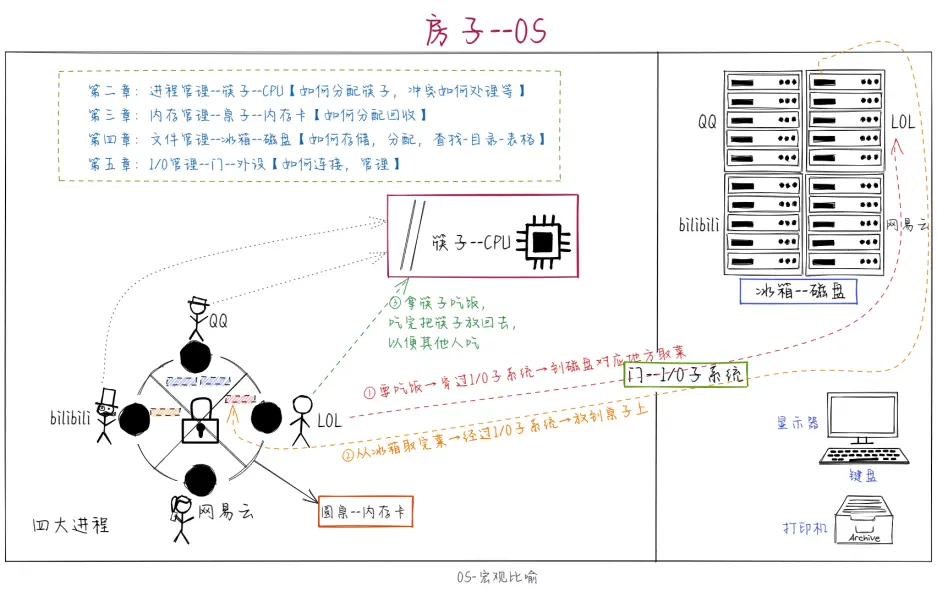 房子--OS
第二章：进程管理--筷子--CPU【如何分配筷子，冲突如何处理等】
第三章：内存管理--桌子--内存卡【如何分配回收】
第四章：文件管理--冰箱--磁盘【如何存储，分配，查找-目录-表格】
第五章：I/O管理--门--外设【如何连接，管理】
筷子--CPU
QQ
LOL
bilibili
网易云
冰箱--磁盘
③拿筷子吃饭，
吃完把筷子放回去，
以便其他人吃
QQ
bilibili
LOL
网易云
①要吃饭→穿过I/O子系统→到磁盘对应地方取菜
门--I/O子系统
②从冰箱取完菜→经过I/O子系统→放到桌子上
圆桌--内存卡
四大进程
显示器
键盘
打印机
Archive
OS-宏观比喻